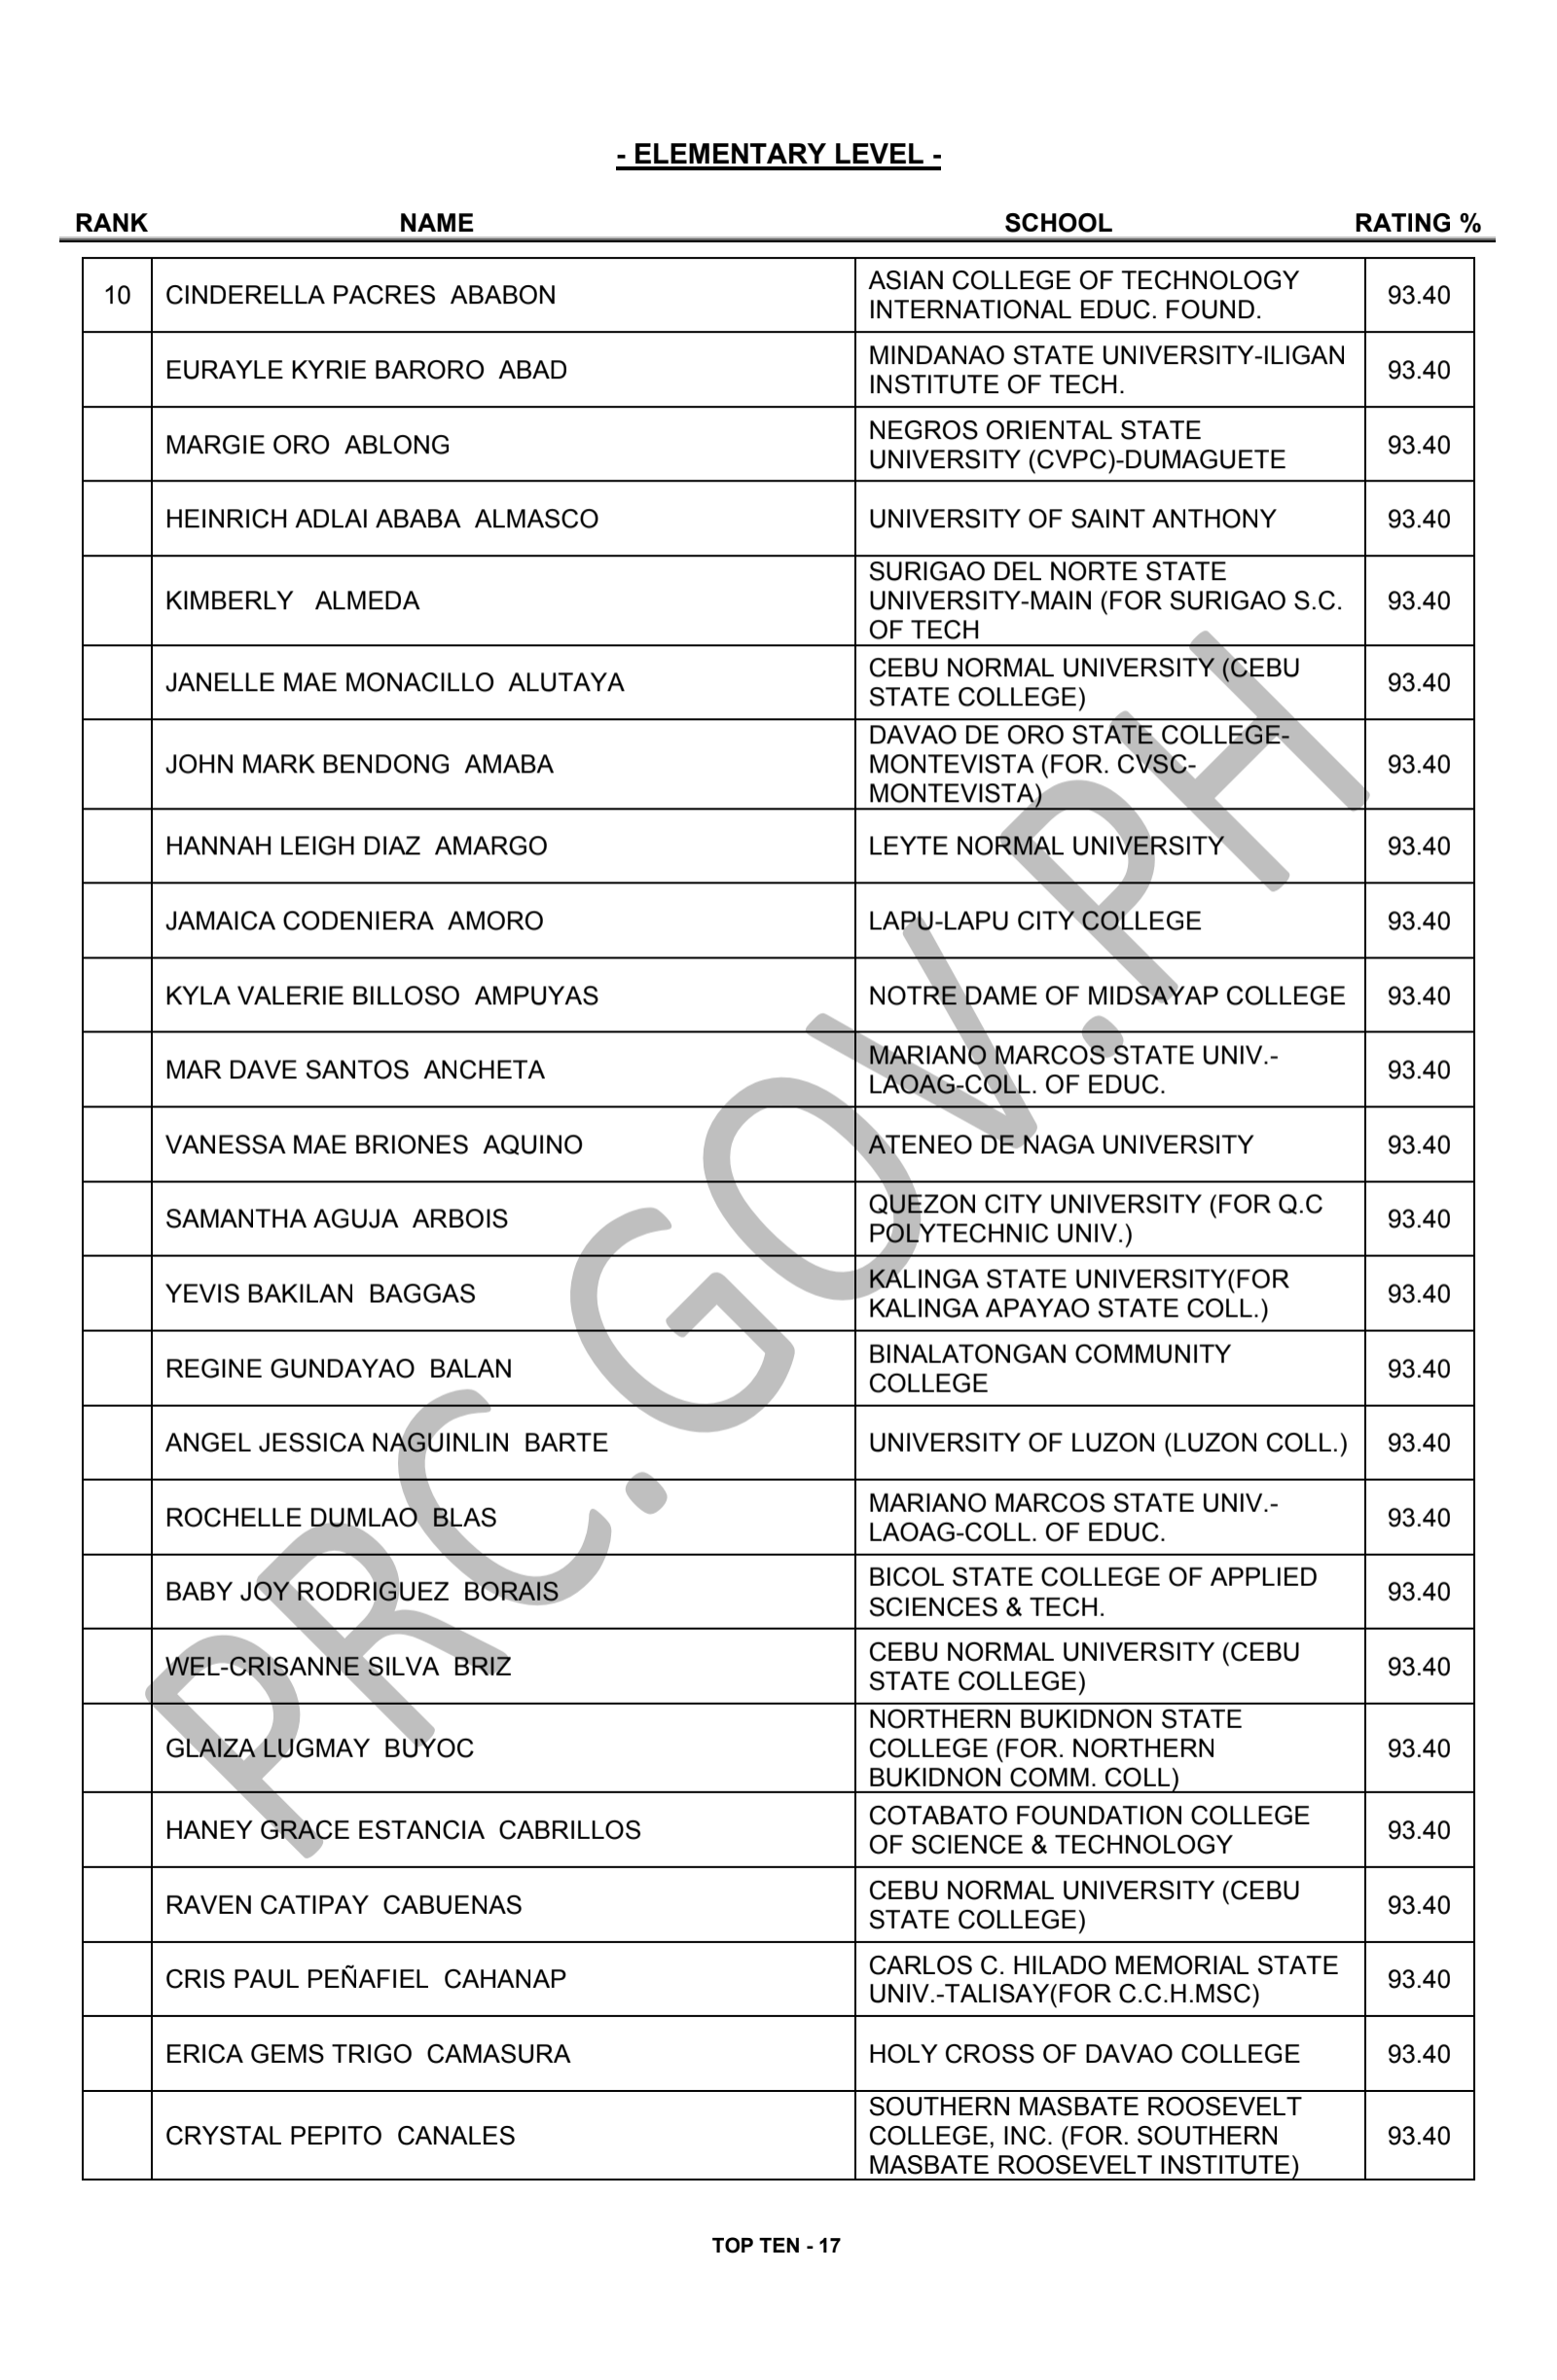 - ELEMENTARY LEVEL -
RANK NAME SCHOOL RATING %
10 CINDERELLA PACRES ABABON ASIAN COLLEGE OF TECHNOLOGY
INTERNATIONAL EDUC. FOUND. 93.40
EURAYLE KYRIE BARORO ABAD MINDANAO STATE UNIVERSITY-ILIGAN
INSTITUTE OF TECH. 93.40
MARGIE ORO ABLONG NEGROS ORIENTAL STATE
UNIVERSITY (CVPC)-DUMAGUETE 93.40
HEINRICH ADLAI ABABA ALMASCO UNIVERSITY OF SAINT ANTHONY 93.40
KIMBERLY ALMEDA SURIGAO DEL NORTE STATE
UNIVERSITY-MAIN (FOR SURIGAO S.C.
OF TECH 93.40
JANELLE MAE MONACILLO ALUTAYA CEBU NORMAL UNIVERSITY (CEBU
STATE COLLEGE) 93.40
JOHN MARK BENDONG AMABA DAVAO DE ORO STATE COLLEGE-
MONTEVISTA (FOR. CVSC-
MONTEVISTA) 93.40
HANNAH LEIGH DIAZ AMARGO LEYTE NORMAL UNIVERSITY 93.40
JAMAICA CODENIERA AMORO LAPU-LAPU CITY COLLEGE 93.40
KYLA VALERIE BILLOSO AMPUYAS NOTRE DAME OF MIDSAYAP COLLEGE 93.40
MAR DAVE SANTOS ANCHETA MARIANO MARCOS STATE UNIV.-
LAOAG-COLL. OF EDUC. 93.40
VANESSA MAE BRIONES AQUINO ATENEO DE NAGA UNIVERSITY 93.40
SAMANTHA AGUJA ARBOIS QUEZON CITY UNIVERSITY (FOR Q.C
POLYTECHNIC UNIV.) 93.40
YEVIS BAKILAN BAGGAS KALINGA STATE UNIVERSITY(FOR
KALINGA APAYAO STATE COLL.) 93.40
REGINE GUNDAYAO BALAN BINALATONGAN COMMUNITY
COLLEGE 93.40
ANGEL JESSICA NAGUINLIN BARTE UNIVERSITY OF LUZON (LUZON COLL.) 93.40
ROCHELLE DUMLAO BLAS MARIANO MARCOS STATE UNIV.-
LAOAG-COLL. OF EDUC. 93.40
BABY JOY RODRIGUEZ BORAIS BICOL STATE COLLEGE OF APPLIED
SCIENCES & TECH. 93.40
WEL-CRISANNE SILVA BRIZ CEBU NORMAL UNIVERSITY (CEBU
STATE COLLEGE) 93.40
GLAIZA LUGMAY BUYOC NORTHERN BUKIDNON STATE
COLLEGE (FOR. NORTHERN
BUKIDNON COMM. COLL) 93.40
HANEY GRACE ESTANCIA CABRILLOS COTABATO FOUNDATION COLLEGE
OF SCIENCE & TECHNOLOGY 93.40
RAVEN CATIPAY CABUENAS CEBU NORMAL UNIVERSITY (CEBU
STATE COLLEGE) 93.40
CRIS PAUL PEÑAFIEL CAHANAP CARLOS C. HILADO MEMORIAL STATE
UNIV.-TALISAY(FOR C.C.H.MSC) 93.40
ERICA GEMS TRIGO CAMASURA HOLY CROSS OF DAVAO COLLEGE 93.40
CRYSTAL PEPITO CANALES SOUTHERN MASBATE ROOSEVELT
COLLEGE, INC. (FOR. SOUTHERN
MASBATE ROOSEVELT INSTITUTE) 93.40
PRC.GOV.PH
TOP TEN - 17